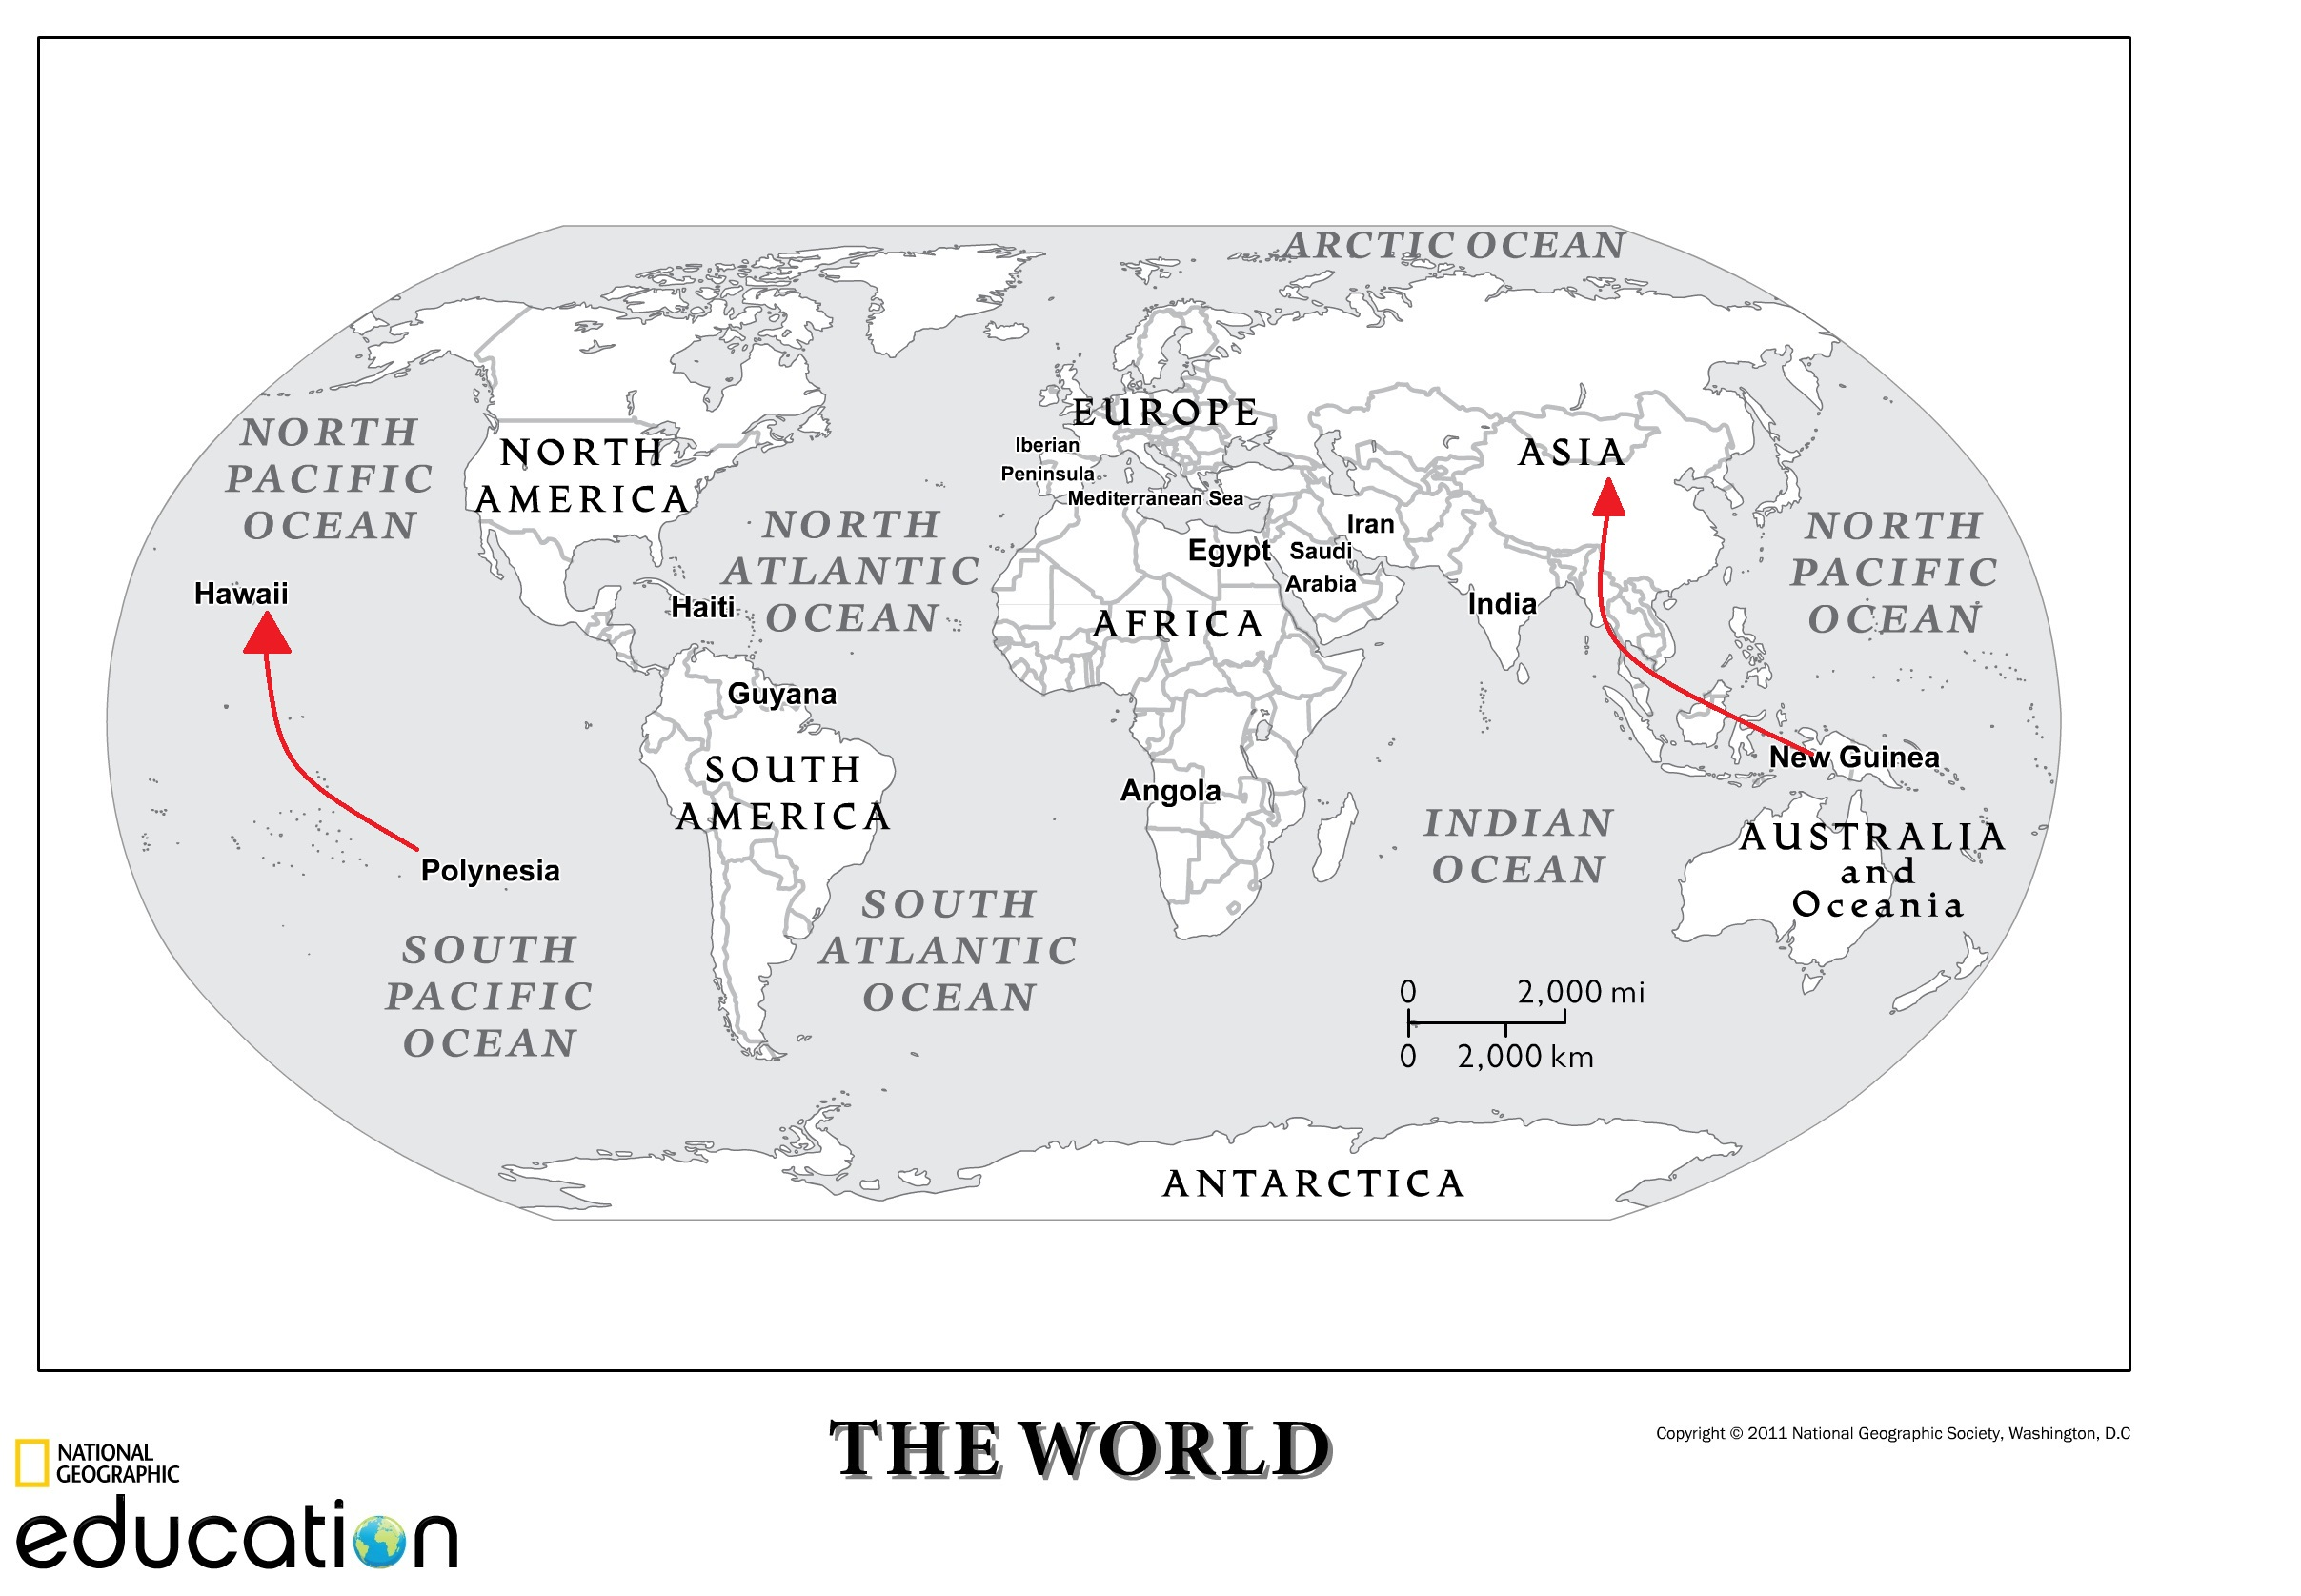 ARCTIC OCEAN
NORTH
PACIFIC
OCEAN
NORTH
AMERICA
EUROPE
Iberian
Peninsula
Mediterranean Sea
ASIA
NORTH
ATLANTIC
OCEAN
Iran
Egypt
Saudi
Arabia
NORTH
PACIFIC
OCEAN
Hawaii
Haiti
AFRICA
India
Guyana
SOUTH
AMERICA
Angola
New Guinea
INDIAN
OCEAN
AUSTRALIA
and
Oceania
Polynesia
SOUTH
PACIFIC
OCEAN
SOUTH
ATLANTIC
OCEAN
0 2,000 mi
0 2,000 km
ANTARCTICA
THE WORLD
Copyright © 2011 National Geographic Society, Washington, D.C
NATIONAL
GEOGRAPHIC
education